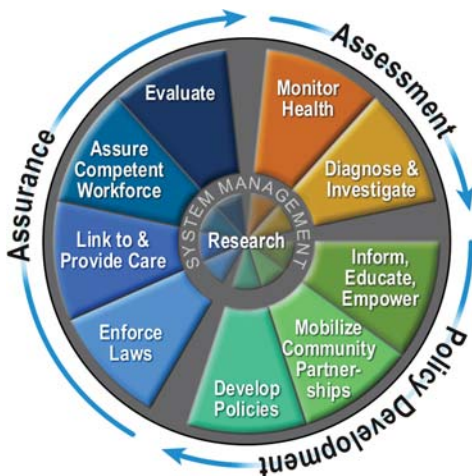 Assessment
Monitor
Health
Diagnose &
Investigate
Policy Development
Inform,
Educate,
Empower
Mobilize
Community
Partner-
ships
Develop
Policies
Assurance
Enforce
Laws
Link to &
Provide Care
Assure
Competent
Workforce
Evaluate
SYSTEM MANAGEMENT
Research